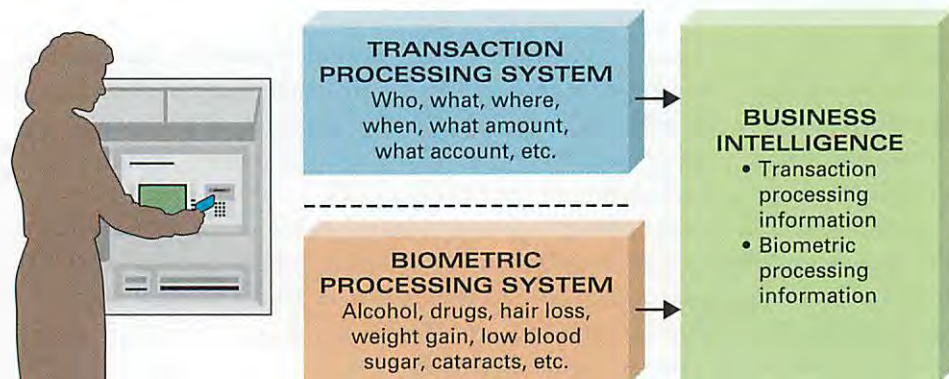 TRANSACTION
PROCESSING SYSTEM
Who, what, where,
when, what amount,
what account, etc.
BIOMETRIC
PROCESSING SYSTEM
Alcohol, drugs, hair loss,
weight gain, low blood
sugar, cataracts, etc.
BUSINESS
INTELLIGENCE
• Transaction
processing
information
• Biometric
processing
information